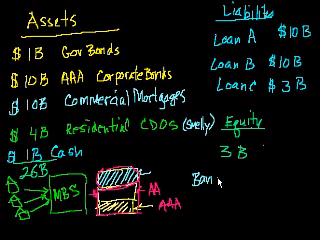 Assets
$1B Gov Bonds
$10B AAA Corporate Bonds
$10B Commercial Mortgages
$4B Residential CDOs (smelly)
$1B Cash
26B
MBS
AA
AAA
Liabilit
Loan A $10B
Loan B $10B
Loan C $3B
Equity
3B
Ban